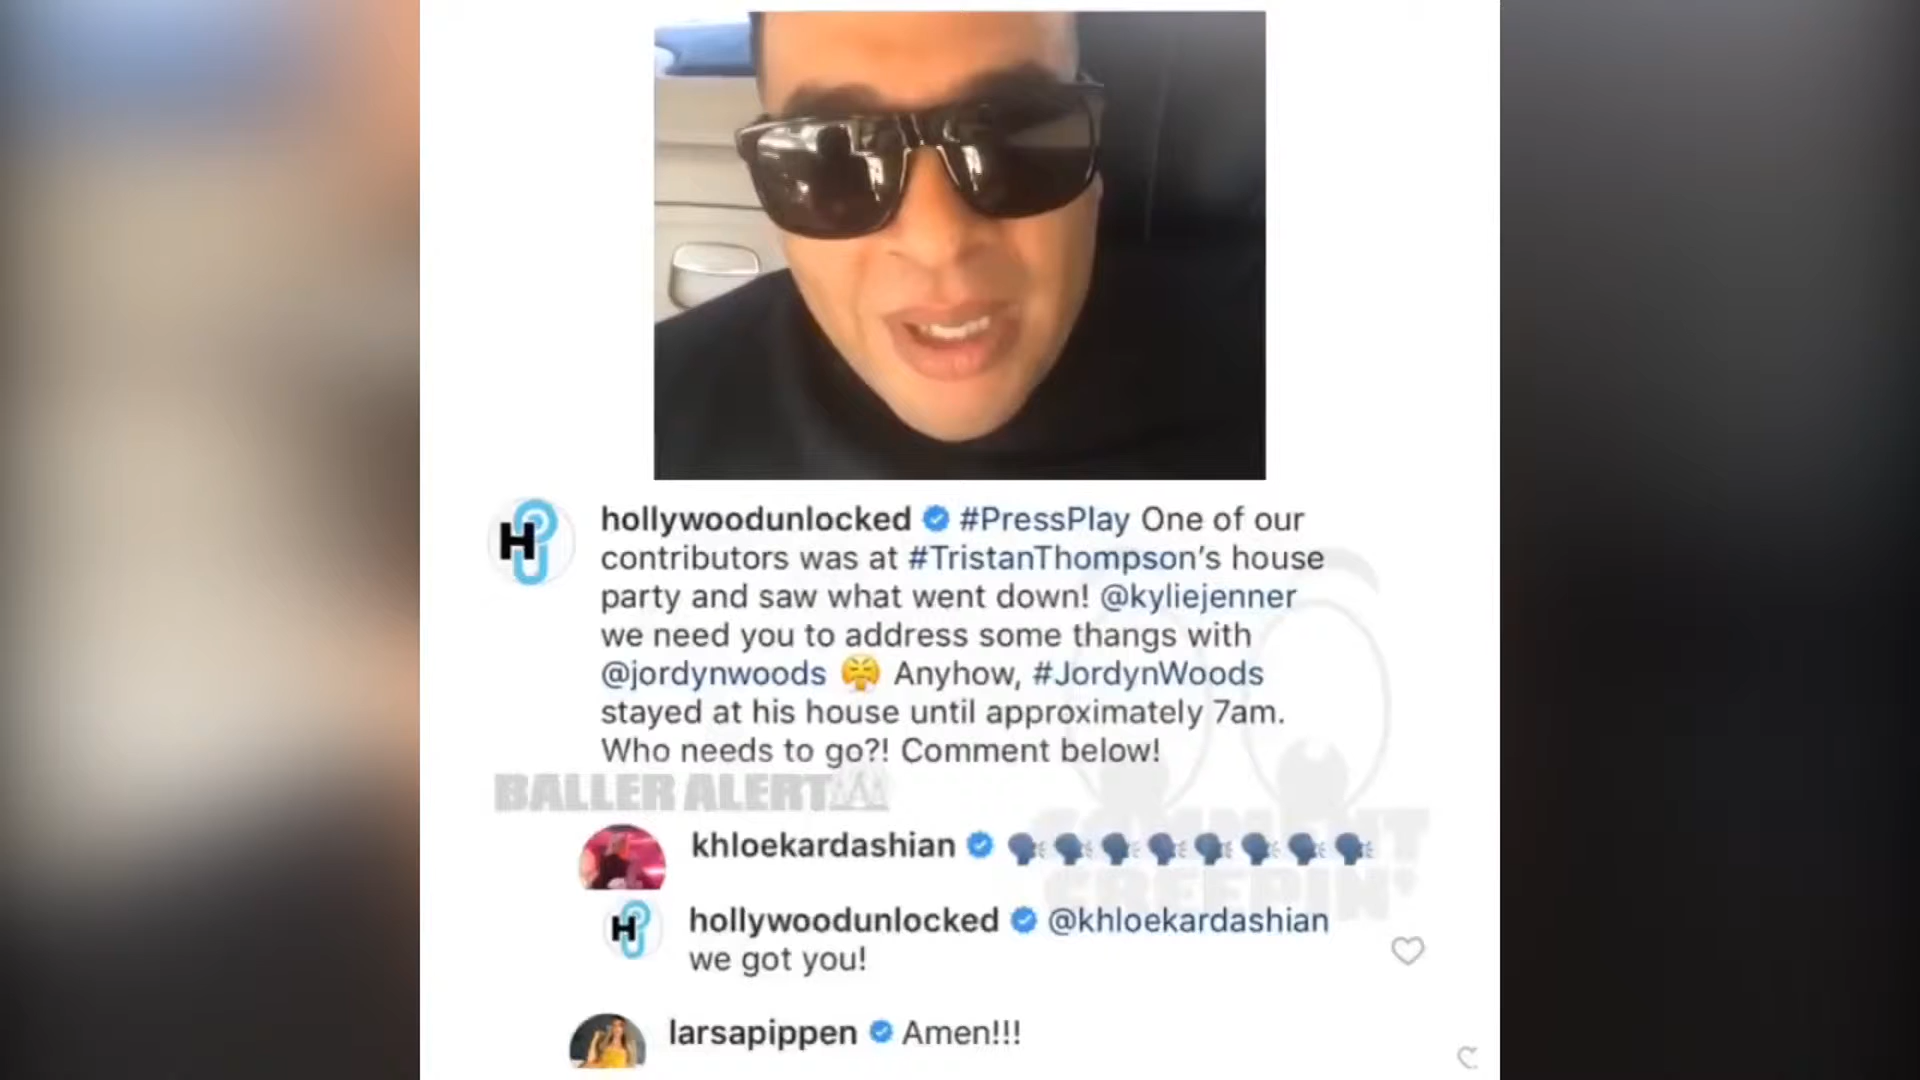 hollywoodunlocked #PressPlay One of our
contributors was at #TristanThompson's house
party and saw what went down! @kyliejenner
we need you to address some thangs with
@jordynwoods 😤 Anyhow, #JordynWoods
stayed at his house until approximately 7am.
Who needs to go?! Comment below!
BALLER ALERT
khloekardashian 🗣🗣🗣🗣🗣🗣🗣🗣
COMMENT
CREEPIN'
hollywoodunlocked @khloekardashian
we got you!
larsapippen Amen!!!